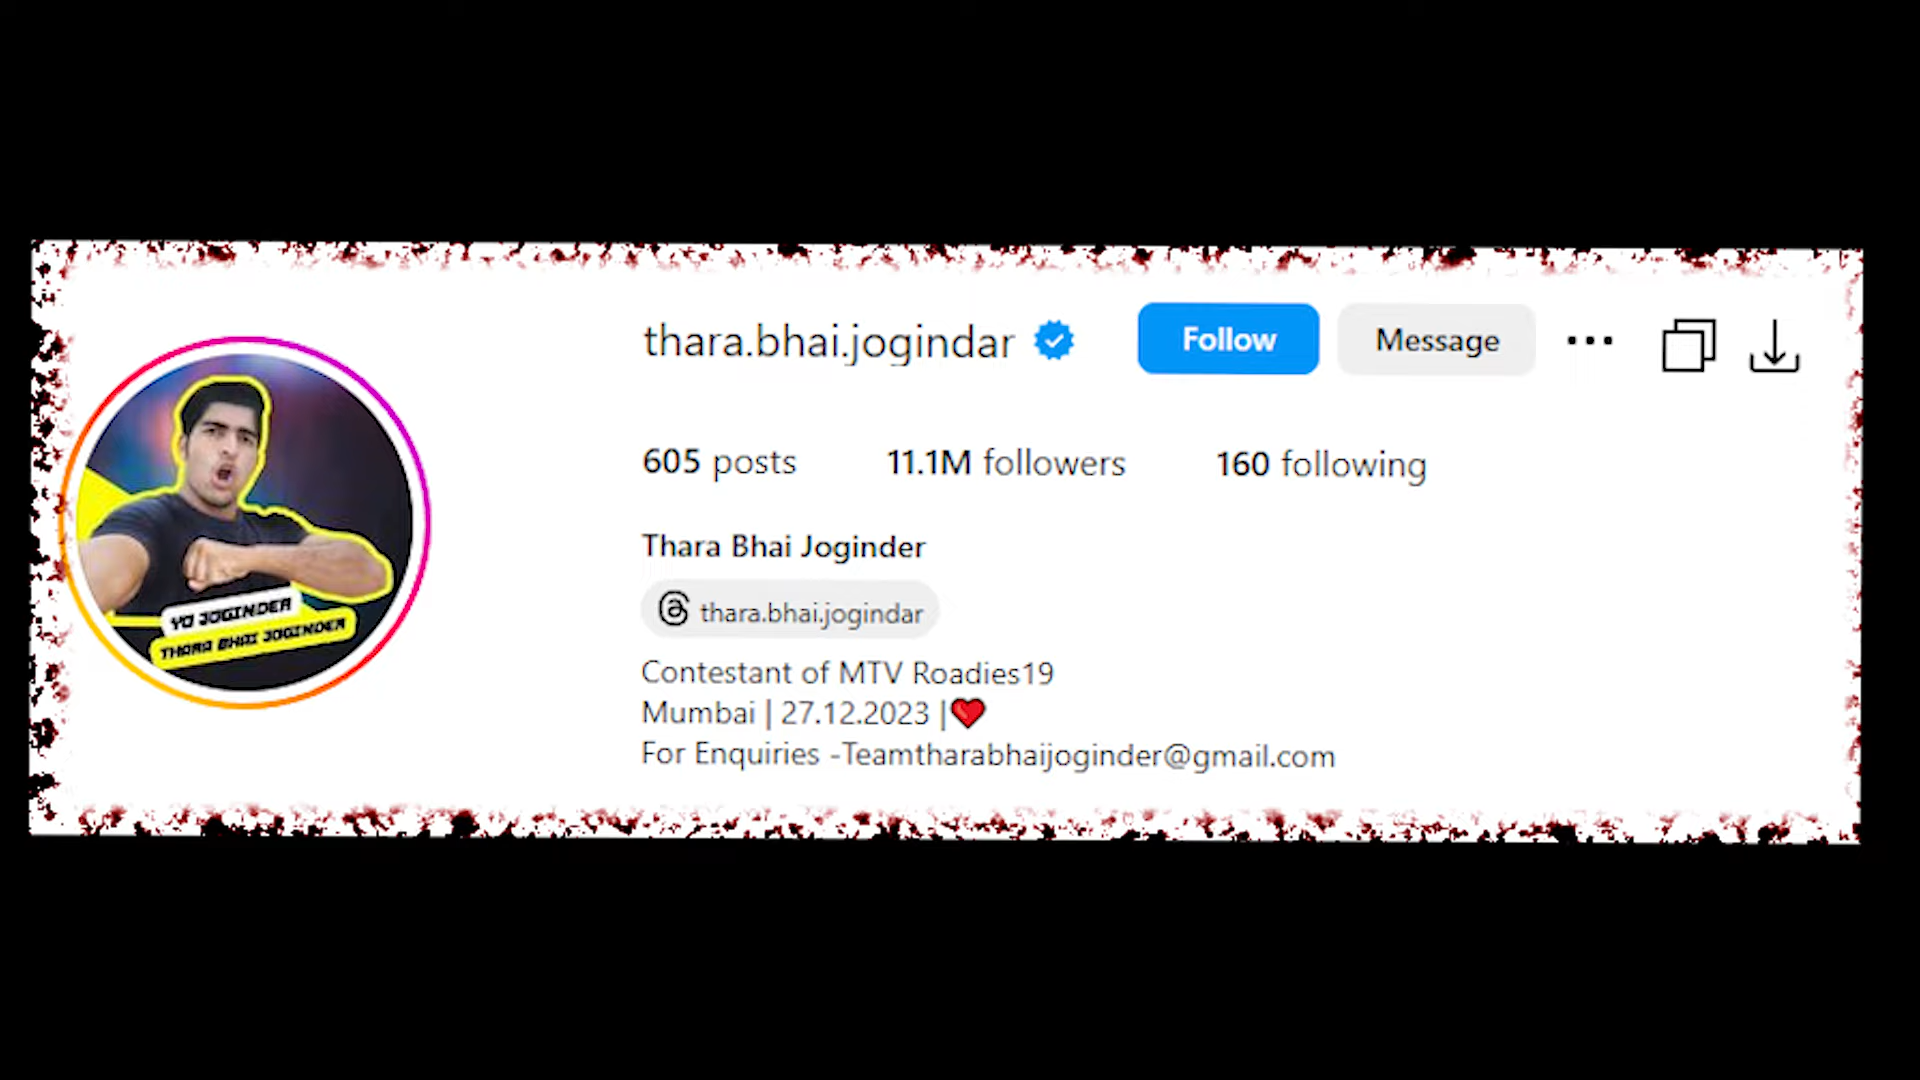 thara.bhai.jogindar
Follow
Message
605 posts
11.1M followers
160 following
Thara Bhai Joginder
thara.bhai.jogindar
Contestant of MTV Roadies19
Mumbai | 27.12.2023 |❤️
For Enquiries -Teamtharabhaijoginder@gmail.com
YO JOGINDER
THARA BHAI JOGINDER